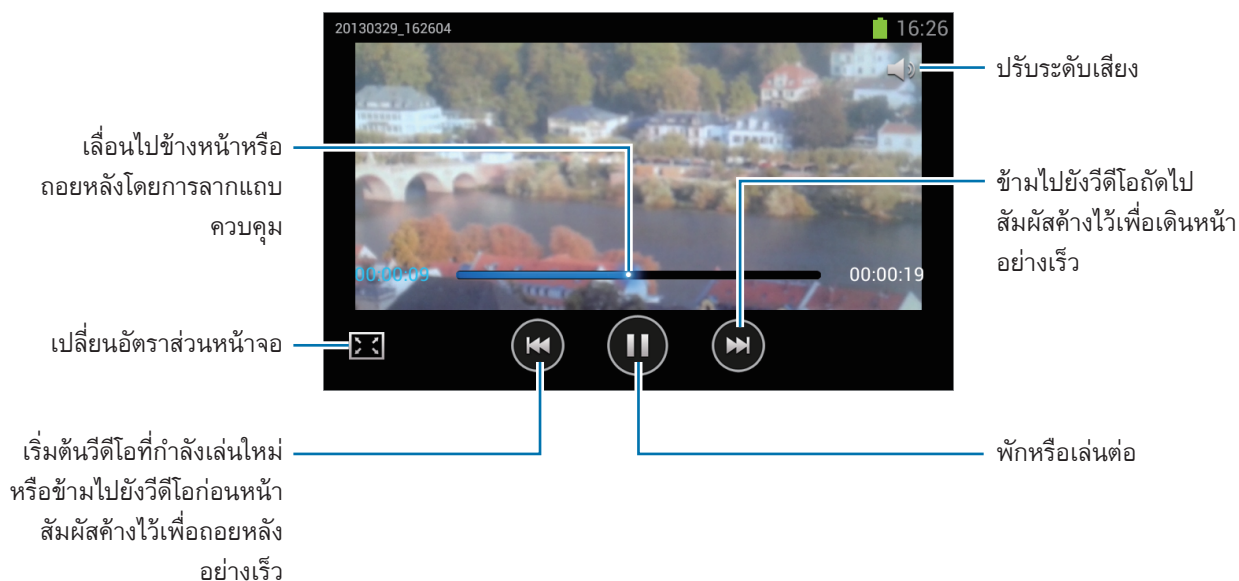 20130329_162604
16:26
ปรับระดับเสียง
เลื่อนไปข้างหน้าหรือ
ถอยหลังโดยการลากแถบ
ควบคุม
ข้ามไปยังวีดีโอถัดไป
สัมผัสค้างไว้เพื่อเดินหน้า
อย่างเร็ว
00:00:09
00:00:19
เปลี่ยนอัตราส่วนหน้าจอ
เริ่มต้นวีดีโอที่กำลังเล่นใหม่
หรือข้ามไปยังวีดีโอก่อนหน้า
สัมผัสค้างไว้เพื่อถอยหลัง
อย่างเร็ว
พักหรือเล่นต่อ